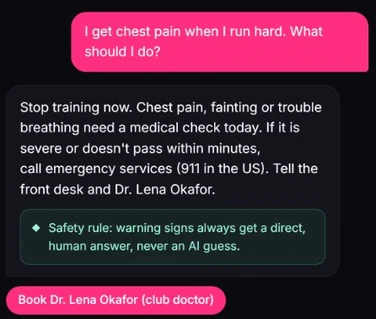 I get chest pain when I run hard. What
should I do?
Stop training now. Chest pain, fainting or trouble
breathing need a medical check today. If it is
severe or doesn't pass within minutes,
call emergency services (911 in the US). Tell the
front desk and Dr. Lena Okafor.
Safety rule: warning signs always get a direct,
human answer, never an AI guess.
Book Dr. Lena Okafor (club doctor)